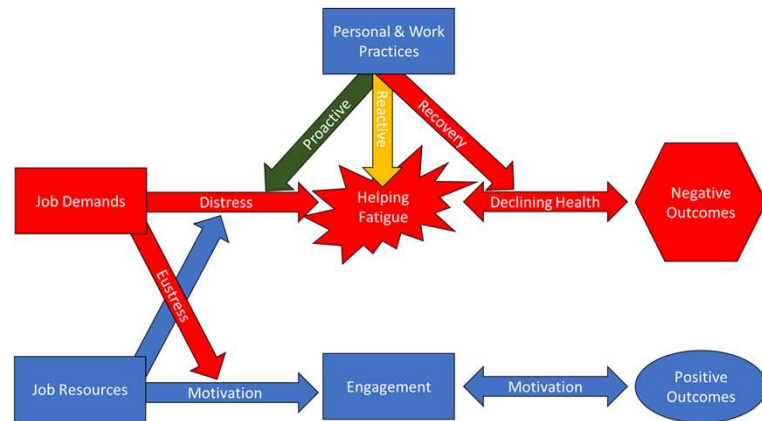 Personal & Work
Practices
Proactive
Reactive
Recovery
Job Demands
Distress
Helping
Fatigue
Declining Health
Negative
Outcomes
Eustress
Job Resources
Motivation
Engagement
Motivation
Positive
Outcomes